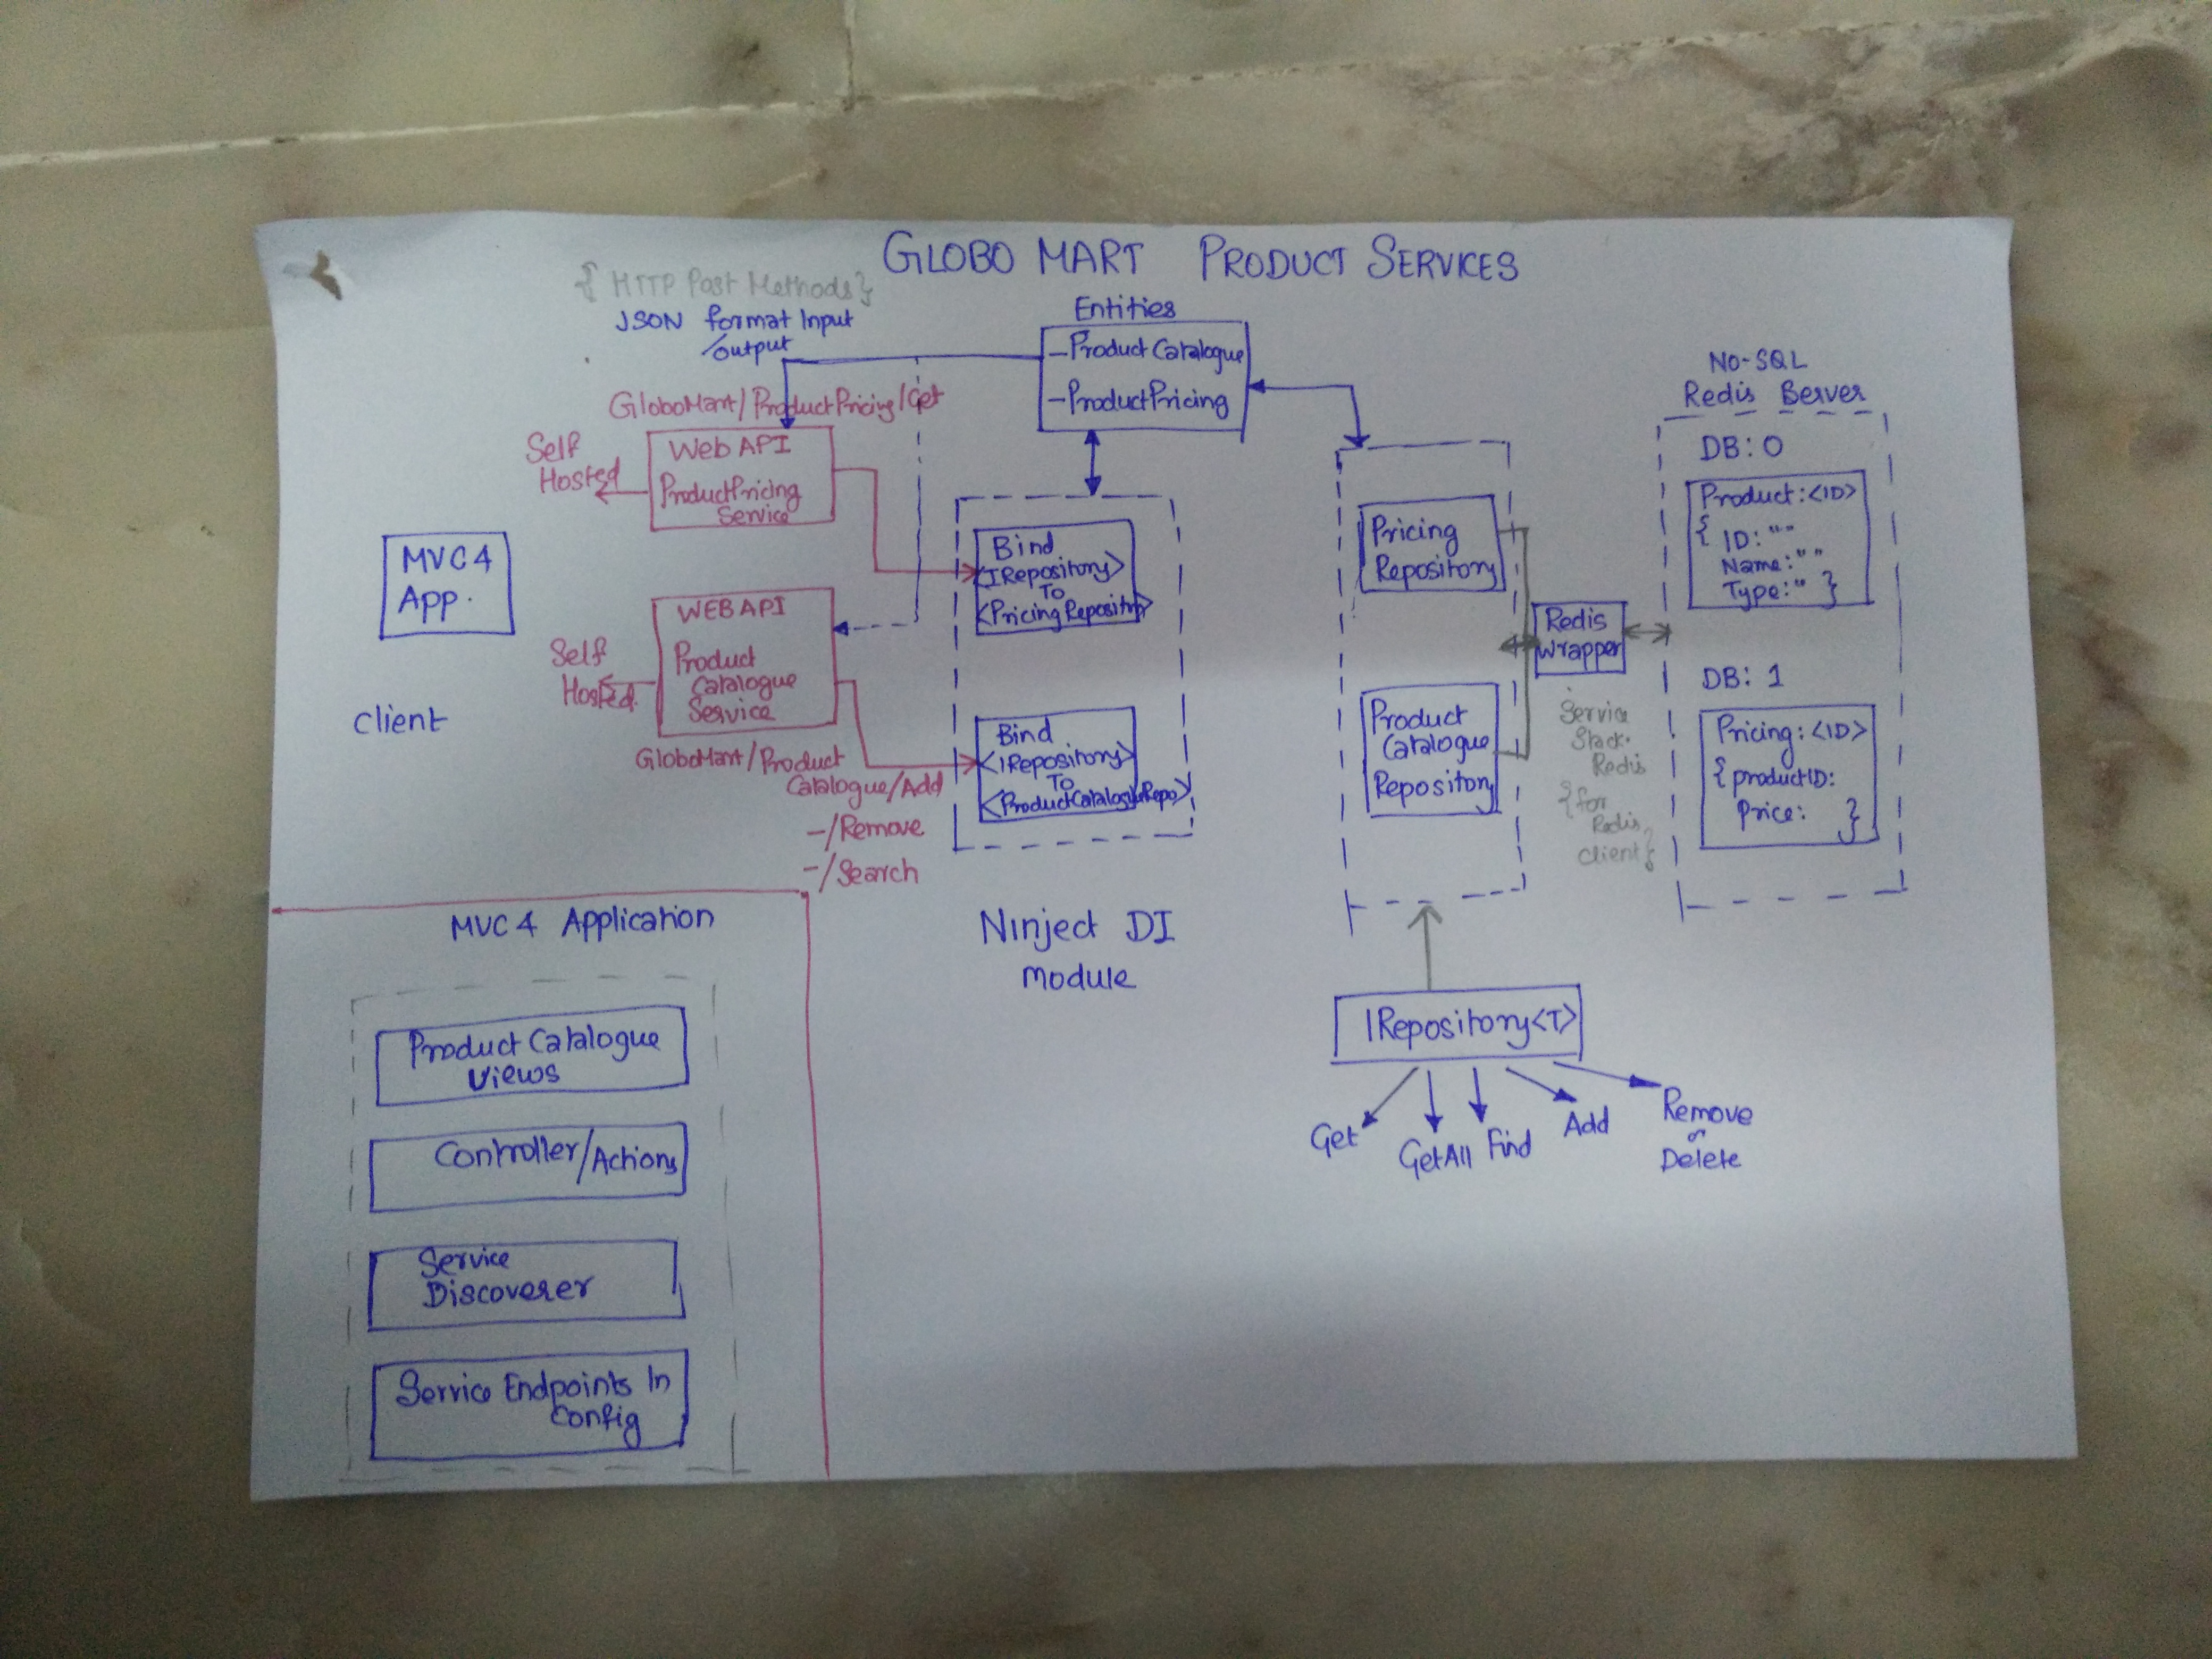 GLOBO MART PRODUCT SERVICES
{ HTTP Post Methods}
JSON format Input
/output
Entities
-Product Catalogue
-ProductPricing
GloboMart/ProductPricing/Get
Self
Hosted
Web API
ProductPricing
Service
MVC4
App.
Client
Self
Hosted.
WEB API
Product
Catalogue
Service
GloboMart/Product
Catalogue/Add
-/Remove
-/Search
Bind
<IRepository>
To
<PricingRepository>
Bind
<IRepository>
To
<ProductCatalogueRepo>
Ninject DI
Module
Pricing
Repository
Product
Catalogue
Repository
Redis
Wrapper
Service
Stack.
Redis
{for
Redis
Client}
No-SQL
Redis Berver
DB: 0
Product:<ID>
{ ID: ""
Name:""
Type:" }
DB: 1
Pricing:<ID>
{ productID:
Price: }
IRepository<T>
Get
GetAll
Find
Add
Remove
or
Delete
MVC4 Application
Product Catalogue
Views
Controller/Actions
Service
Discoverer
Service Endpoints In
Config